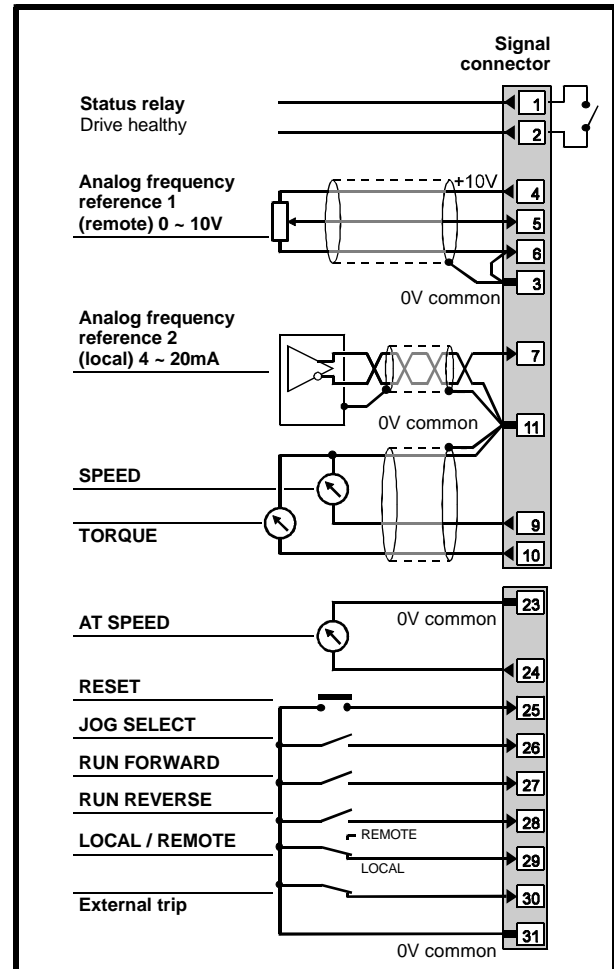 Signal
connector
Status relay
Drive healthy
1
2
Analog frequency
reference 1
(remote) 0 ~ 10V
+10V
4
5
6
3
0V common
Analog frequency
reference 2
(local) 4 ~ 20mA
7
0V common
11
SPEED
TORQUE
9
10
AT SPEED
0V common
23
24
RESET
25
JOG SELECT
26
RUN FORWARD
27
RUN REVERSE
28
LOCAL / REMOTE
REMOTE
LOCAL
29
External trip
30
0V common
31